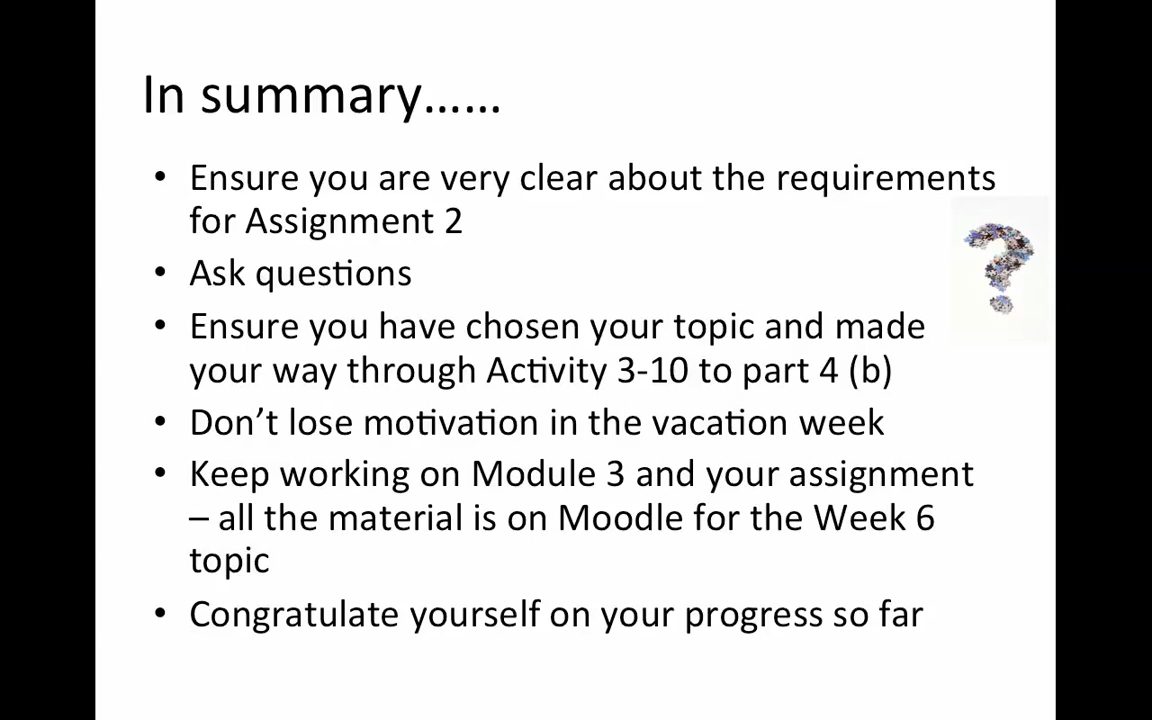 In summary……
• Ensure you are very clear about the requirements
for Assignment 2
• Ask questions
• Ensure you have chosen your topic and made
your way through Activity 3-10 to part 4 (b)
• Don’t lose motivation in the vacation week
• Keep working on Module 3 and your assignment
– all the material is on Moodle for the Week 6
topic
• Congratulate yourself on your progress so far